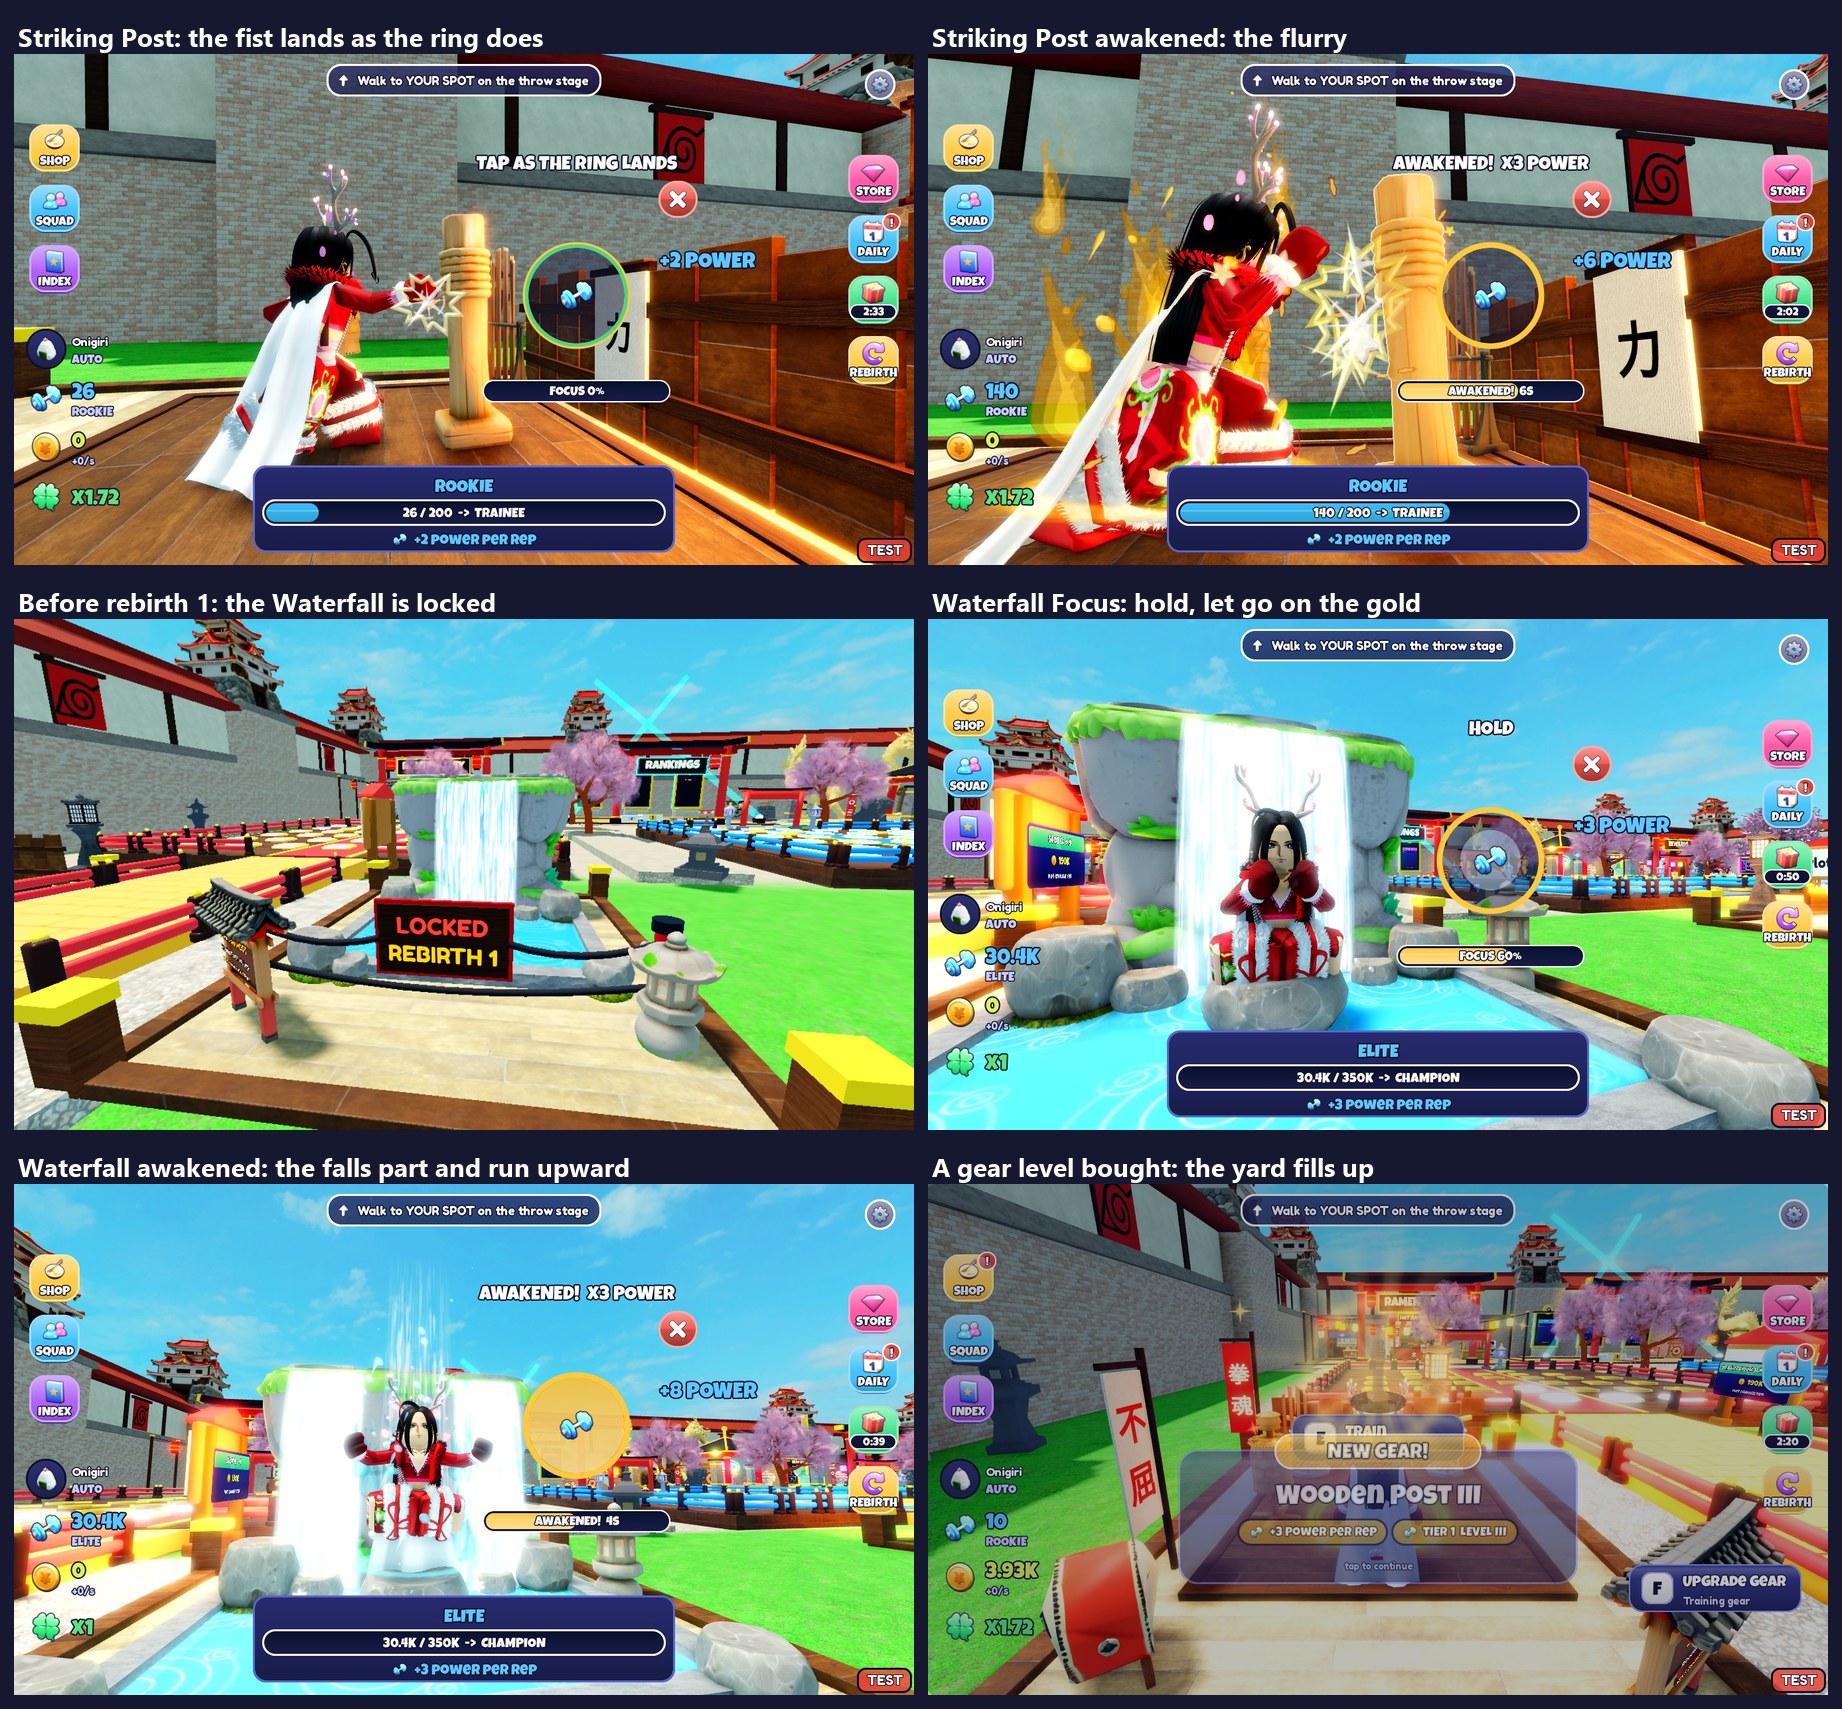 Striking Post: the fist lands as the ring does
Walk to YOUR SPOT on the throw stage
SHOP
SQUAD
INDEX
Onigiri
AUTO
26
ROOKIE
0
+0/s
X1.72
TAP AS THE RING LANDS
+2 POWER
力
FOCUS 0%
STORE
1
DAILY
!
2:33
REBIRTH
ROOKIE
26 / 200 -> TRAINEE
+2 POWER PER REP
TEST
Striking Post awakened: the flurry
Walk to YOUR SPOT on the throw stage
SHOP
SQUAD
INDEX
Onigiri
AUTO
140
ROOKIE
0
+0/s
X1.72
AWAKENED! X3 POWER
+6 POWER
力
AWAKENED! 6S
STORE
1
DAILY
!
2:02
REBIRTH
ROOKIE
140 / 200 -> TRAINEE
+2 POWER PER REP
TEST
Before rebirth 1: the Waterfall is locked
RANKINGS
LOCKED
REBIRTH 1
Waterfall Focus: hold, let go on the gold
Walk to YOUR SPOT on the throw stage
SHOP
SQUAD
INDEX
Onigiri
AUTO
30.4K
ELITE
0
+0/s
X1
HOLD
+3 POWER
FOCUS 60%
STORE
1
DAILY
!
0:50
REBIRTH
ELITE
30.4K / 350K -> CHAMPION
+3 POWER PER REP
TEST
Waterfall awakened: the falls part and run upward
Walk to YOUR SPOT on the throw stage
SHOP
SQUAD
INDEX
Onigiri
AUTO
30.4K
ELITE
0
+0/s
X1
AWAKENED! X3 POWER
+8 POWER
AWAKENED! 4S
STORE
1
DAILY
!
0:39
REBIRTH
ELITE
30.4K / 350K -> CHAMPION
+3 POWER PER REP
TEST
A gear level bought: the yard fills up
Walk to YOUR SPOT on the throw stage
SHOP
!
SQUAD
INDEX
Onigiri
AUTO
10
ROOKIE
3.93K
+0/s
X1.72
不屈
拳魂
TRAIN
NEW GEAR!
WOODEN POST III
+3 POWER PER REP
TIER 1 LEVEL III
tap to continue
STORE
1
DAILY
!
2:20
REBIRTH
F
UPGRADE GEAR
Training gear
TEST